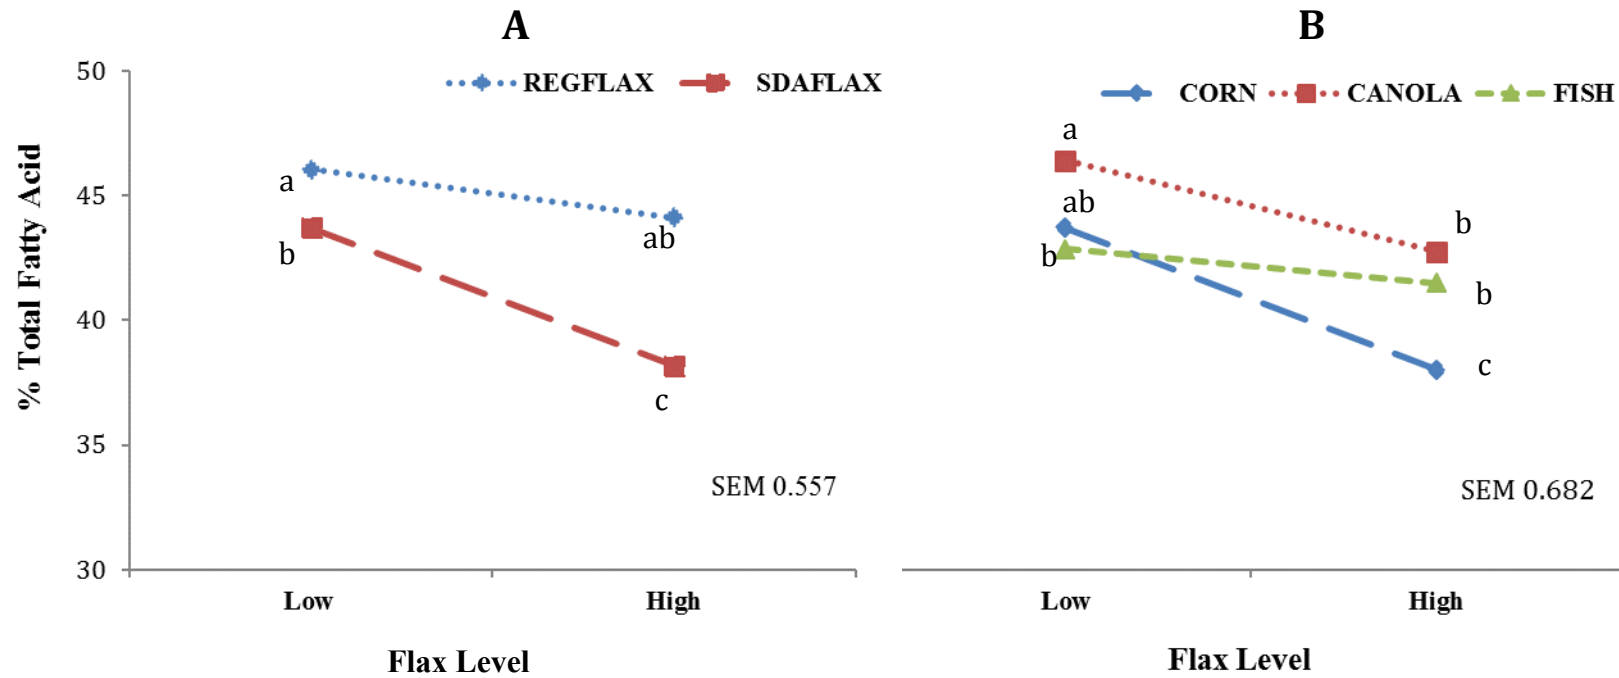 A
B
50
REGFLAX SDAFLAX
CORN CANOLA FISH
a
45
a
ab
b
ab
b
b
b
40
c
c
% Total Fatty Acid
35
SEM 0.557
SEM 0.682
30
Low High
Low High
Flax Level
Flax Level